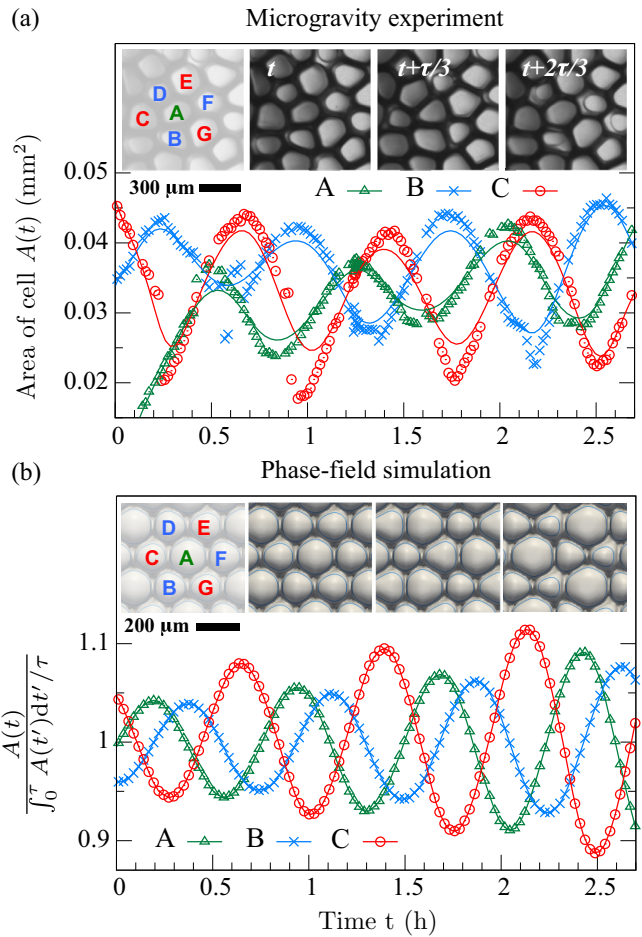 (a)
Microgravity experiment
E
D
F
A
C
B
G
t
t+τ/3
t+2τ/3
300 μm
A
B
C
0.05
0.04
0.03
0.02
Area of cell A(t) (mm²)
0
0.5
1
1.5
2
2.5
(b)
Phase-field simulation
D
E
C
A
F
B
G
200 μm
1.1
1
0.9
A(t)
∫₀^τ A(t′)dt′/τ
A
B
C
0
0.5
1
1.5
2
2.5
Time t (h)